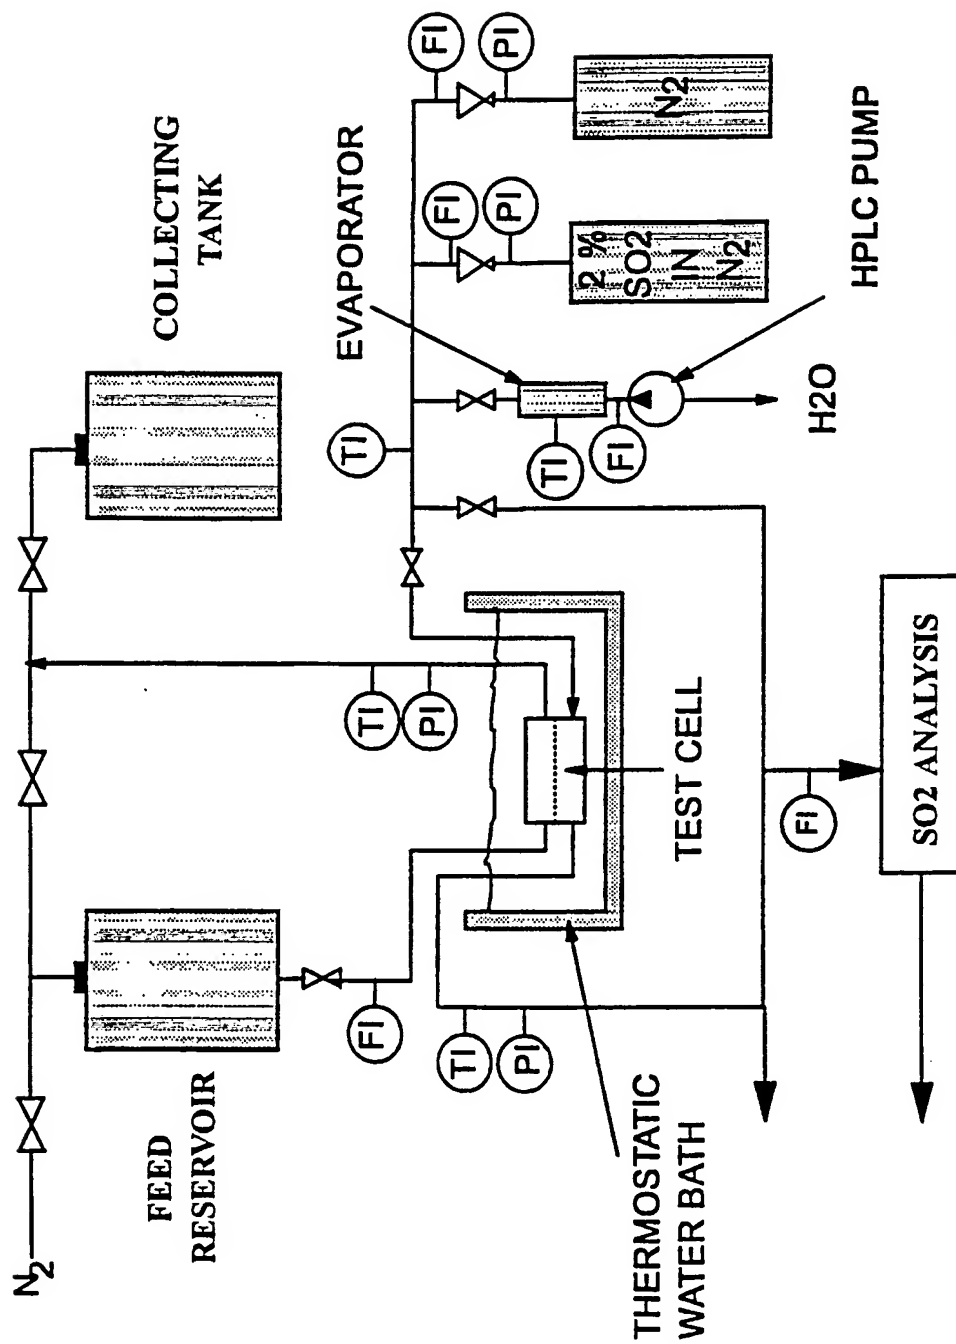 N2
FEED
RESERVOIR
COLLECTING
TANK
FI
TI
PI
TI
PI
TI
EVAPORATOR
FI
PI
FI
PI
TI
FI
2 %
SO2
IN
N2
N2
HPLC PUMP
H2O
TEST CELL
THERMOSTATIC
WATER BATH
FI
SO2 ANALYSIS